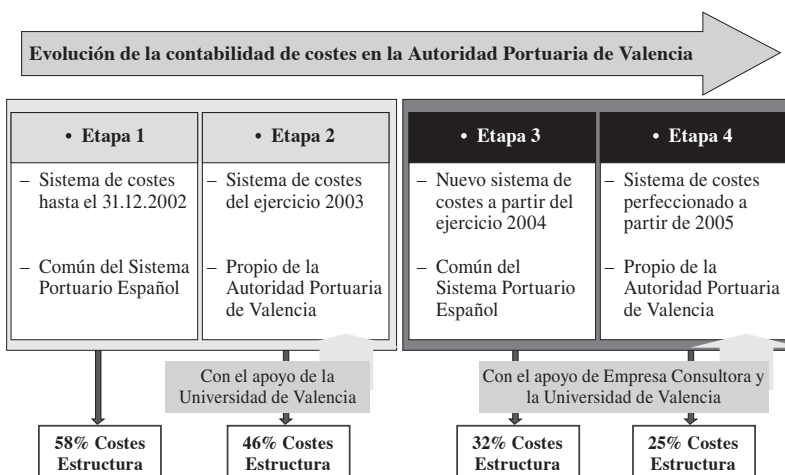 Evolución de la contabilidad de costes en la Autoridad Portuaria de Valencia
• Etapa 1
– Sistema de costes
hasta el 31.12.2002
– Común del Sistema
Portuario Español
• Etapa 2
– Sistema de costes
del ejercicio 2003
– Propio de la
Autoridad Portuaria
de Valencia
• Etapa 3
– Nuevo sistema de
costes a partir del
ejercicio 2004
– Común del
Sistema Portuario
Español
• Etapa 4
– Sistema de costes
perfeccionado a
partir de 2005
– Propio de la
Autoridad Portuaria
de Valencia
Con el apoyo de la
Universidad de Valencia
Con el apoyo de Empresa Consultora y
la Universidad de Valencia
58% Costes
Estructura
46% Costes
Estructura
32% Costes
Estructura
25% Costes
Estructura